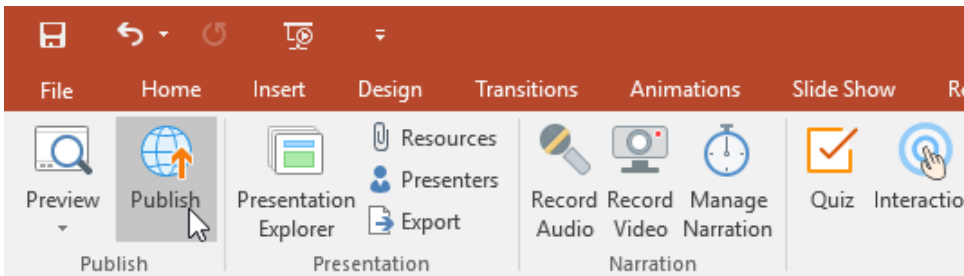 File Home Insert Design Transitions Animations Slide Show
Resources
Presenters
Export
Preview Publish Presentation Explorer Record Audio Record Video Manage Narration Quiz Interactio
Publish Presentation Narration